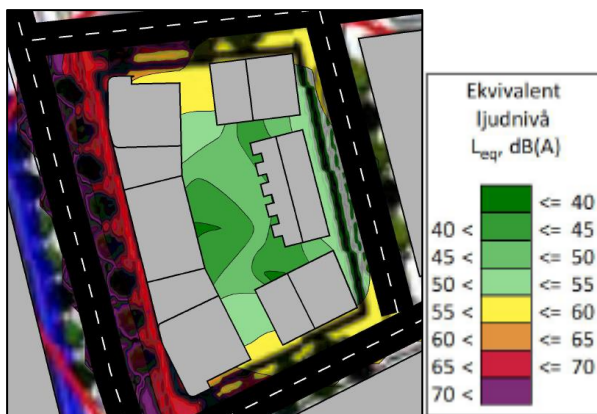 Ekvivalent
ljudnivå
Leq, dB(A)
<= 40
40 < <= 45
45 < <= 50
50 < <= 55
55 < <= 60
60 < <= 65
65 < <= 70
70 <